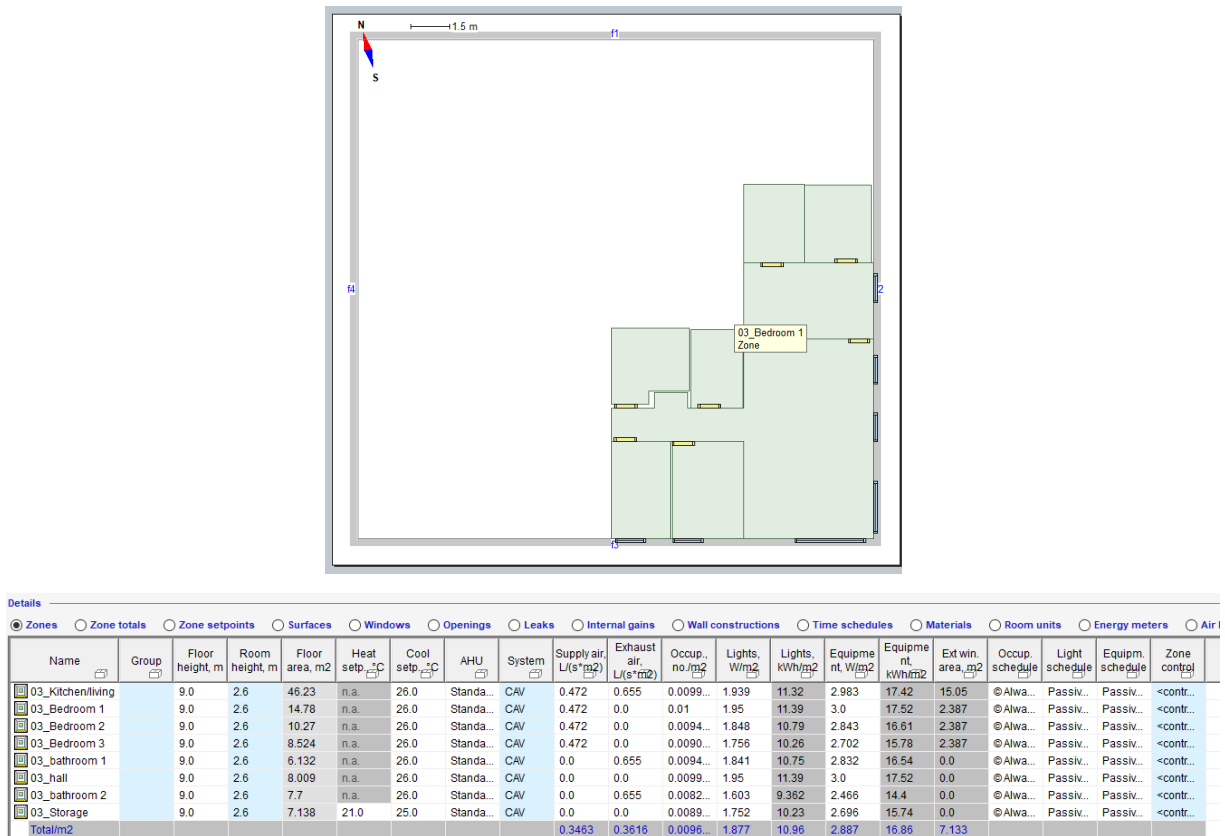 N
1.5 m
f1
S
f4
2
03_Bedroom 1
Zone
f3
Details
Zones Zone totals Zone setpoints Surfaces Windows Openings Leaks Internal gains Wall constructions Time schedules Materials Room units Energy meters Air
Name Group Floor height, m Room height, m Floor area, m2 Heat setp.,°C Cool setp.,°C AHU System Supply air, L/(s*m2) Exhaust air, L/(s*m2) Occup., no./m2 Lights, W/m2 Lights, kWh/m2 Equipme nt, W/m2 Equipme nt, kWh/m2 Ext win. area, m2 Occup. schedule Light schedule Equipm. schedule Zone control
03_Kitchen/living 9.0 2.6 46.23 n.a. 26.0 Standa... CAV 0.472 0.655 0.0099... 1.939 11.32 2.983 17.42 15.05 © Alwa... Passiv... Passiv... <contr...
03_Bedroom 1 9.0 2.6 14.78 n.a. 26.0 Standa... CAV 0.472 0.0 0.01 1.95 11.39 3.0 17.52 2.387 © Alwa... Passiv... Passiv... <contr...
03_Bedroom 2 9.0 2.6 10.27 n.a. 26.0 Standa... CAV 0.472 0.0 0.0094... 1.848 10.79 2.843 16.61 2.387 © Alwa... Passiv... Passiv... <contr...
03_Bedroom 3 9.0 2.6 8.524 n.a. 26.0 Standa... CAV 0.472 0.0 0.0090... 1.756 10.26 2.702 15.78 2.387 © Alwa... Passiv... Passiv... <contr...
03_bathroom 1 9.0 2.6 6.132 n.a. 26.0 Standa... CAV 0.0 0.655 0.0094... 1.841 10.75 2.832 16.54 0.0 © Alwa... Passiv... Passiv... <contr...
03_hall 9.0 2.6 8.009 n.a. 26.0 Standa... CAV 0.0 0.0 0.0099... 1.95 11.39 3.0 17.52 0.0 © Alwa... Passiv... Passiv... <contr...
03_bathroom 2 9.0 2.6 7.7 n.a. 26.0 Standa... CAV 0.0 0.655 0.0082... 1.603 9.362 2.466 14.4 0.0 © Alwa... Passiv... Passiv... <contr...
03_Storage 9.0 2.6 7.138 21.0 25.0 Standa... CAV 0.0 0.0 0.0089... 1.752 10.23 2.696 15.74 0.0 © Alwa... Passiv... Passiv... <contr...
Total/m2 0.3463 0.3616 0.0096... 1.877 10.96 2.887 16.86 7.133